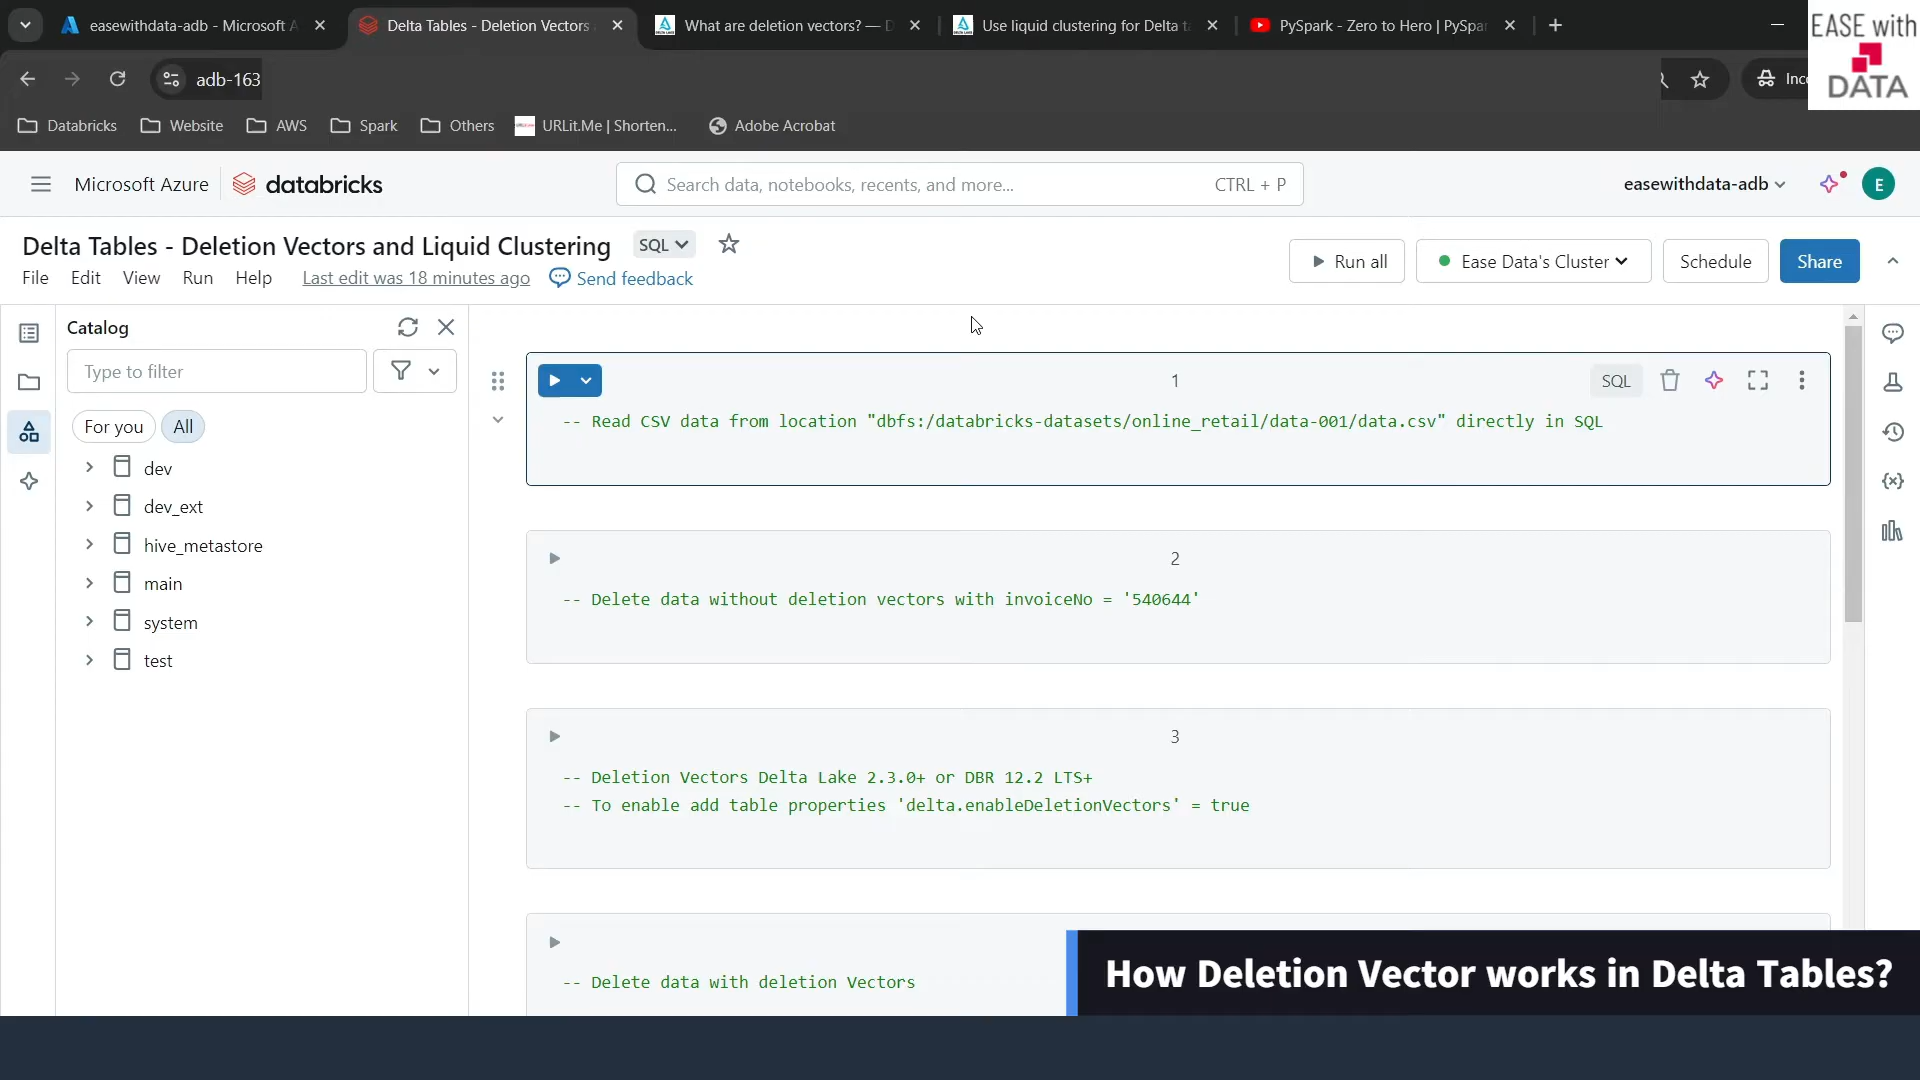 easewithdata-adb - Microsoft A
Delta Tables - Deletion Vectors
What are deletion vectors? — D
Use liquid clustering for Delta t
PySpark - Zero to Hero | PySpar
EASE with
DATA
adb-163
Inc
Databricks
Website
AWS
Spark
Others
URLit.Me | Shorten...
Adobe Acrobat
Microsoft Azure
databricks
Search data, notebooks, recents, and more...
CTRL + P
easewithdata-adb
E
Delta Tables - Deletion Vectors and Liquid Clustering
SQL
File
Edit
View
Run
Help
Last edit was 18 minutes ago
Send feedback
Run all
Ease Data's Cluster
Schedule
Share
Catalog
Type to filter
For you
All
dev
dev_ext
hive_metastore
main
system
test
1
SQL
-- Read CSV data from location "dbfs:/databricks-datasets/online_retail/data-001/data.csv" directly in SQL
2
-- Delete data without deletion vectors with invoiceNo = '540644'
3
-- Deletion Vectors Delta Lake 2.3.0+ or DBR 12.2 LTS+
-- To enable add table properties 'delta.enableDeletionVectors' = true
-- Delete data with deletion Vectors
How Deletion Vector works in Delta Tables?